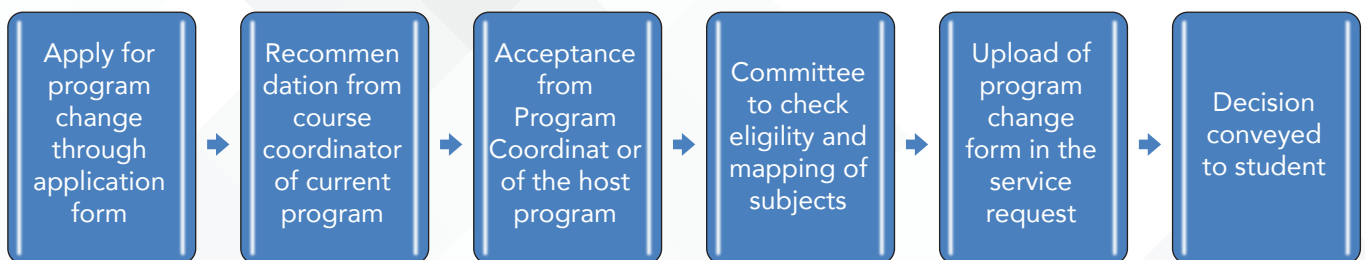 Apply for
program
change
through
application
form
Recommen
dation from
course
coordinator
of current
program
Acceptance
from
Program
Coordinat or
of the host
program
Committee
to check
eligility and
mapping of
subjects
Upload of
program
change
form in the
service
request
Decision
conveyed
to student